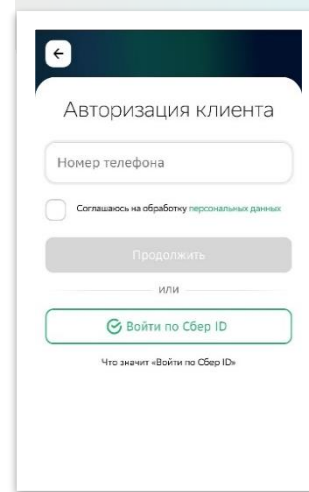 Авторизация клиента
Номер телефона
Соглашаюсь на обработку персональных данных
Продолжить
или
Войти по Сбер ID
Что значит «Войти по Сбер ID»